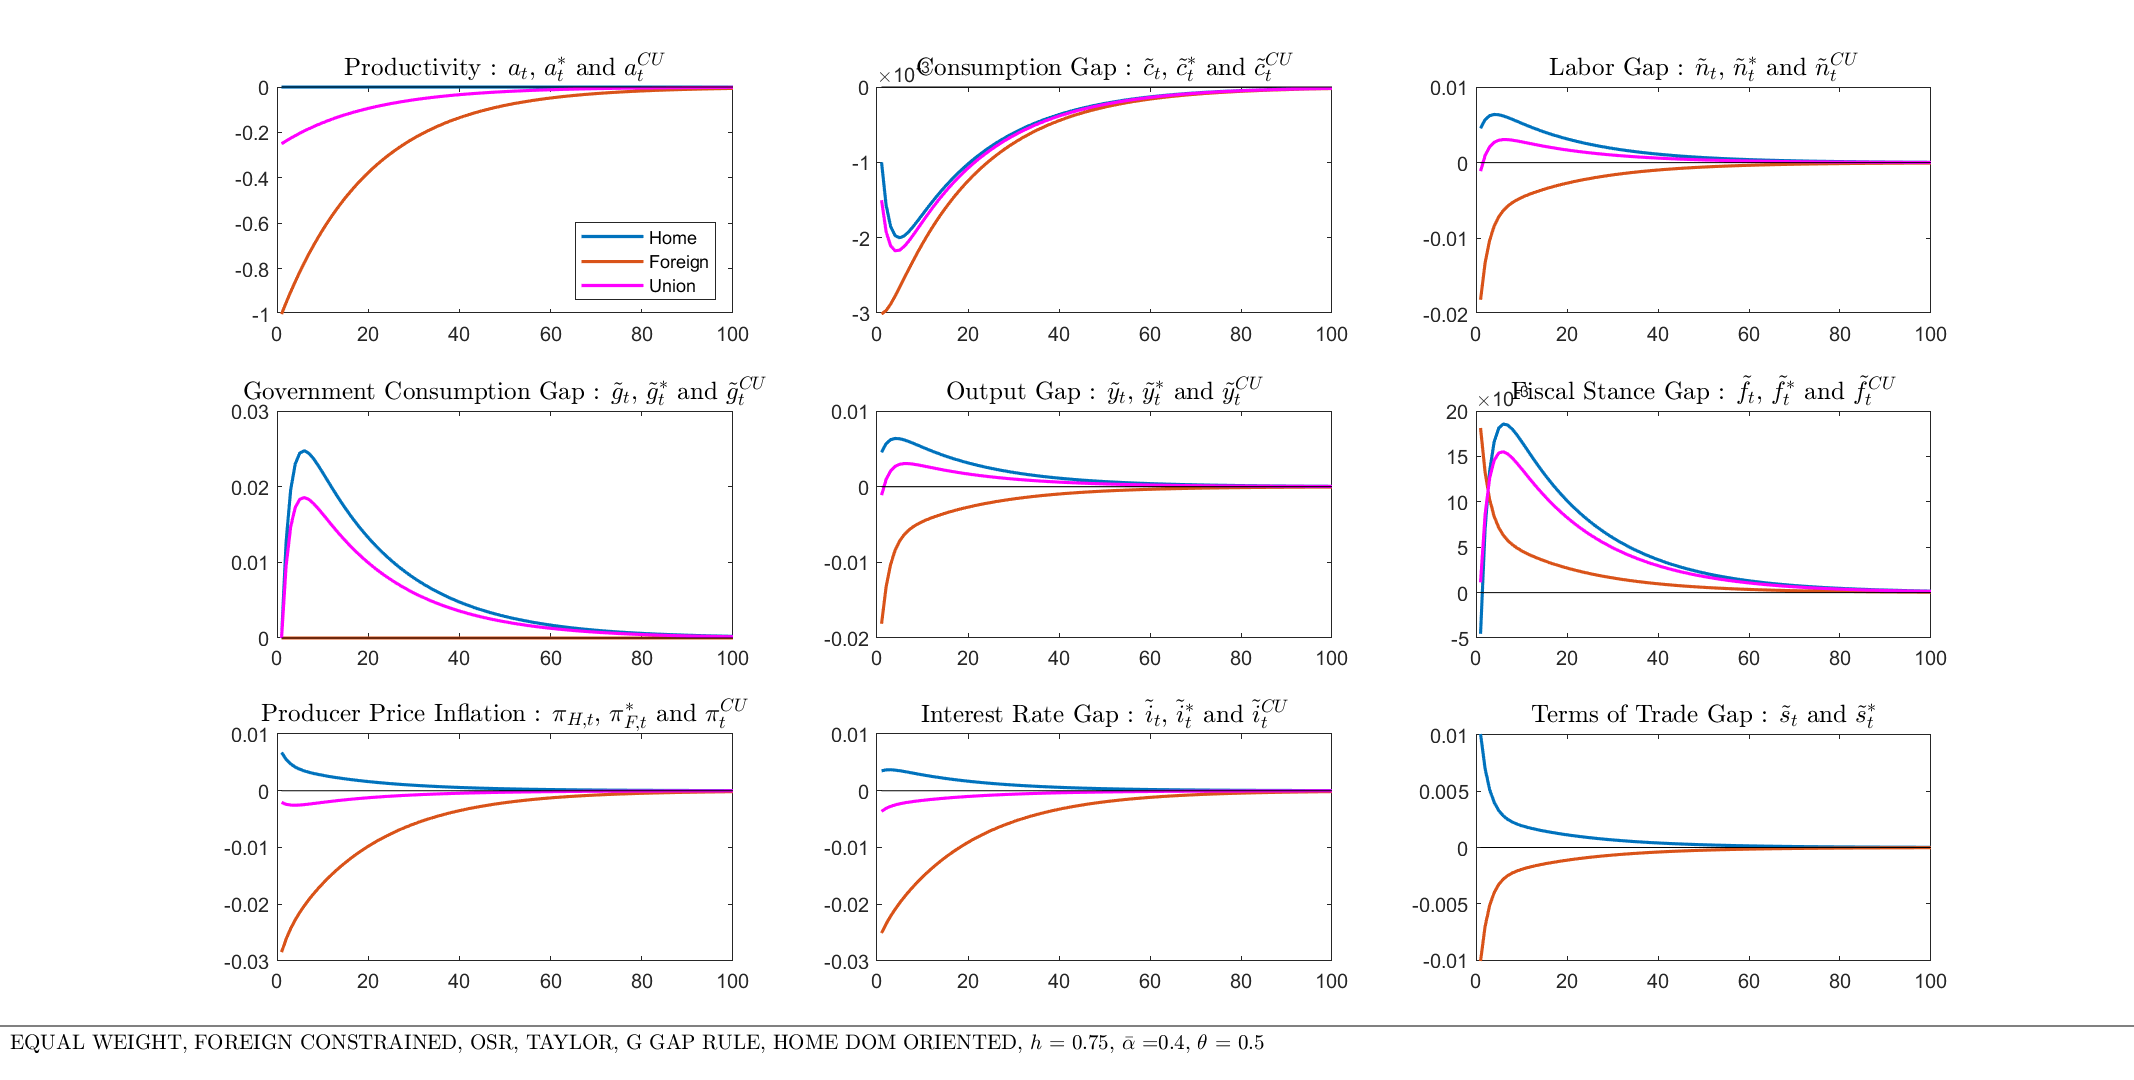 Productivity : a_t, a_t^* and a_t^{CU}
0
-0.2
-0.4
-0.6
-0.8
-1
0 20 40 60 80 100
Home
Foreign
Union
×10
Consumption Gap : c̃_t, c̃_t^* and c̃_t^{CU}
0
-1
-2
-3
0 20 40 60 80 100
Labor Gap : ñ_t, ñ_t^* and ñ_t^{CU}
0.01
0
-0.01
-0.02
0 20 40 60 80 100
Government Consumption Gap : g̃_t, g̃_t^* and g̃_t^{CU}
0.03
0.02
0.01
0
0 20 40 60 80 100
Output Gap : ỹ_t, ỹ_t^* and ỹ_t^{CU}
0.01
0
-0.01
-0.02
0 20 40 60 80 100
×10
Fiscal Stance Gap : f̃_t, f̃_t^* and f̃_t^{CU}
20
15
10
5
0
-5
0 20 40 60 80 100
Producer Price Inflation : π_{H,t}, π_{F,t}^* and π_t^{CU}
0.01
0
-0.01
-0.02
-0.03
0 20 40 60 80 100
Interest Rate Gap : ĩ_t, ĩ_t^* and ĩ_t^{CU}
0.01
0
-0.01
-0.02
-0.03
0 20 40 60 80 100
Terms of Trade Gap : s̃_t and s̃_t^*
0.01
0.005
0
-0.005
-0.01
0 20 40 60 80 100
EQUAL WEIGHT, FOREIGN CONSTRAINED, OSR, TAYLOR, G GAP RULE, HOME DOM ORIENTED, h = 0.75, ᾱ =0.4, θ = 0.5